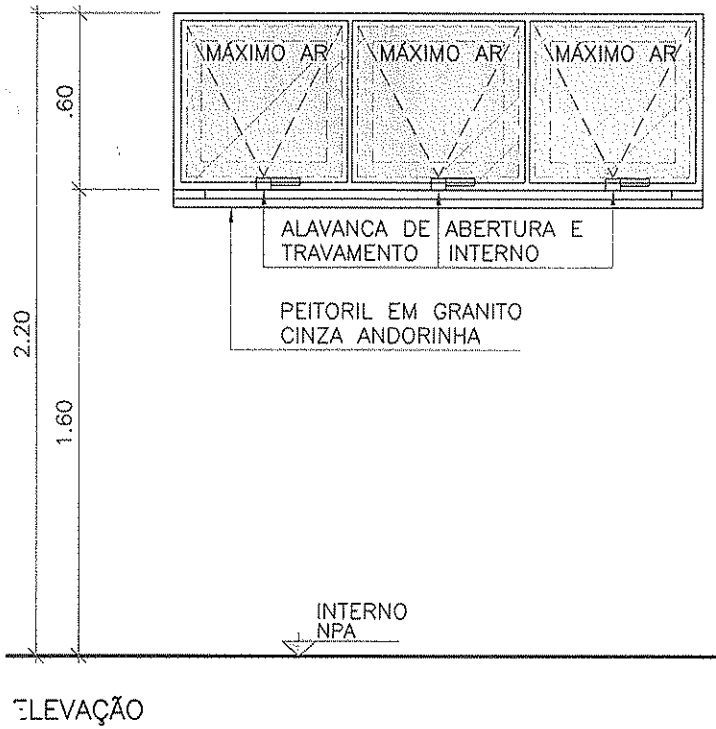 MÁXIMO AR MÁXIMO AR MÁXIMO AR
.60
ALAVANCA DE ABERTURA E
TRAVAMENTO INTERNO
PEITORIL EM GRANITO
CINZA ANDORINHA
2.20
1.60
INTERNO
NPA
ELEVAÇÃO